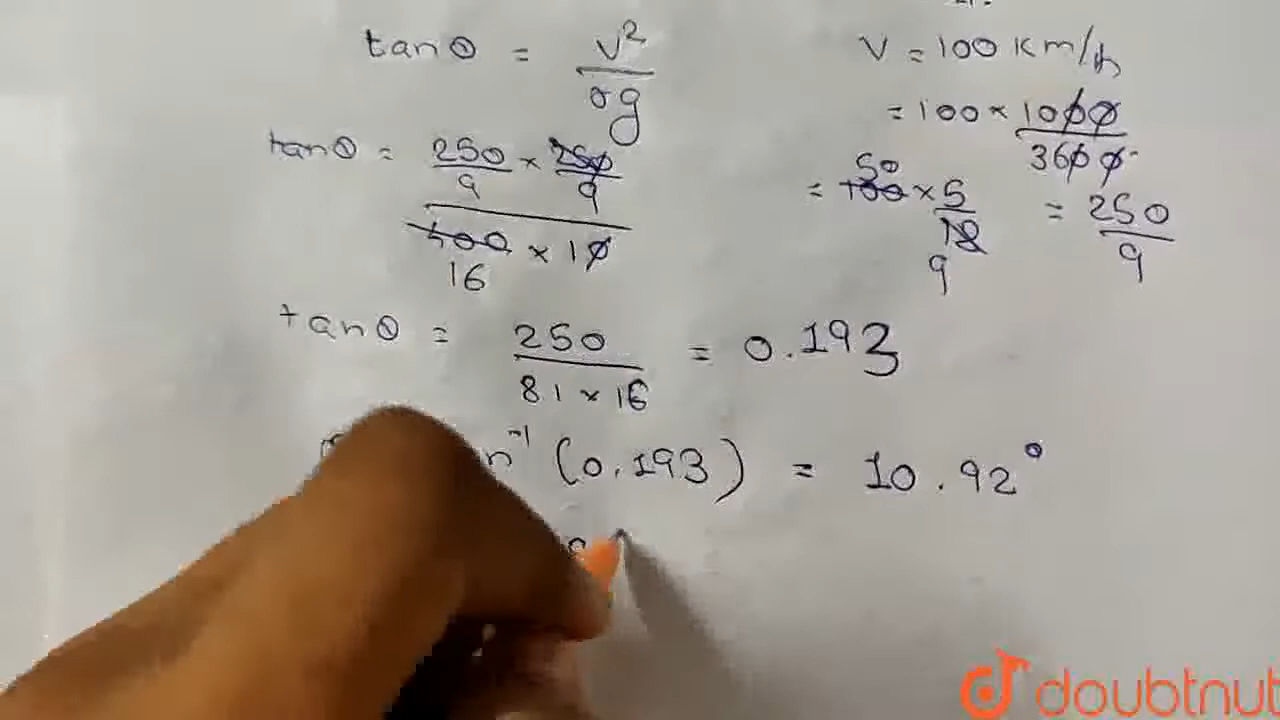 tanθ = v² / rg
v = 100 km/h
= 100 × 1000 / 3600
tanθ = 250/9 × 250/9 / 400 × 10
16
= 100 × 5 / 18 = 250 / 9
50
9
tanθ = 250 / 81 × 16 = 0.193
n⁻¹ (0.193) = 10.92°
doubtnut